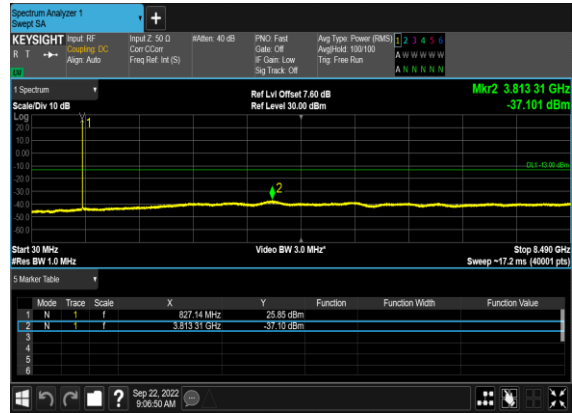 Spectrum Analyzer 1
Swept SA
+
KEYSIGHT Input: RF Input Z: 50 Ω #Atten: 40 dB PNO: Fast Avg Type: Power (RMS) 1 2 3 4 5 6
R T Coupling: DC Corr CCorr Gate: Off Avg|Hold: 100/100 A W W W W W
Align: Auto Freq Ref: Int (S) IF Gain: Low Trig: Free Run A N N N N N
Sig Track: Off
1 Spectrum Ref Lvl Offset 7.60 dB Mkr2 3.813 31 GHz
Scale/Div 10 dB Ref Level 30.00 dBm -37.101 dBm
Log
20.0
10.0
0.00
-10.0
-20.0
-30.0
-40.0
-50.0
-60.0
1
2
DL1 -13.00 dBm
Start 30 MHz Video BW 3.0 MHz* Stop 8.490 GHz
#Res BW 1.0 MHz Sweep ~17.2 ms (40001 pts)
5 Marker Table
Mode Trace Scale X Y Function Function Width Function Value
1 N 1 f 827.14 MHz 25.85 dBm
2 N 1 f 3.813 31 GHz -37.10 dBm
3
4
5
6
? Sep 22, 2022
9:06:50 AM